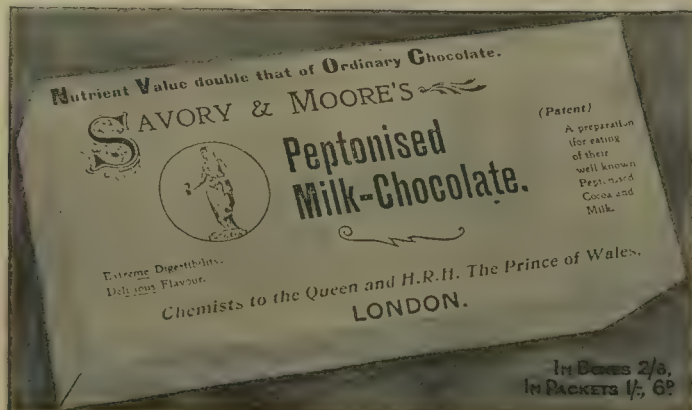 Nutrient Value double that of Ordinary Chocolate.
SAVORY & MOORE'S
Peptonised
Milk-Chocolate.
(Patent)
A preparation
(for eating
of their
well known
Peptonised
Cocoa and
Milk.
Extreme Digestibility.
Delicious Flavour.
Chemists to the Queen and H.R.H. The Prince of Wales,
LONDON.
IN BOXES 2/6,
IN PACKETS 1/-, 6D